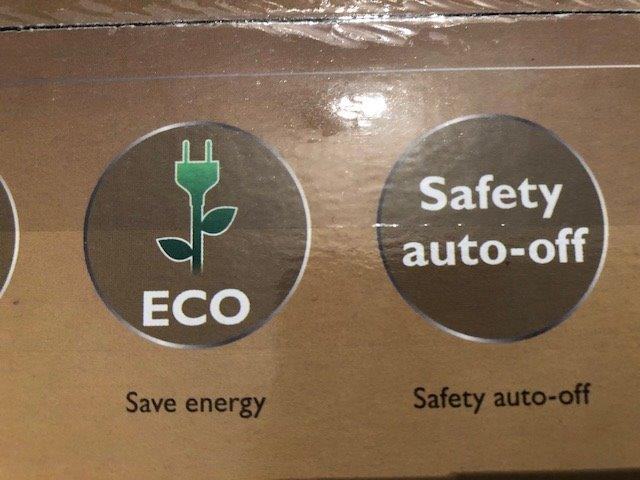 ECO
Save energy
Safety
auto-off
Safety auto-off